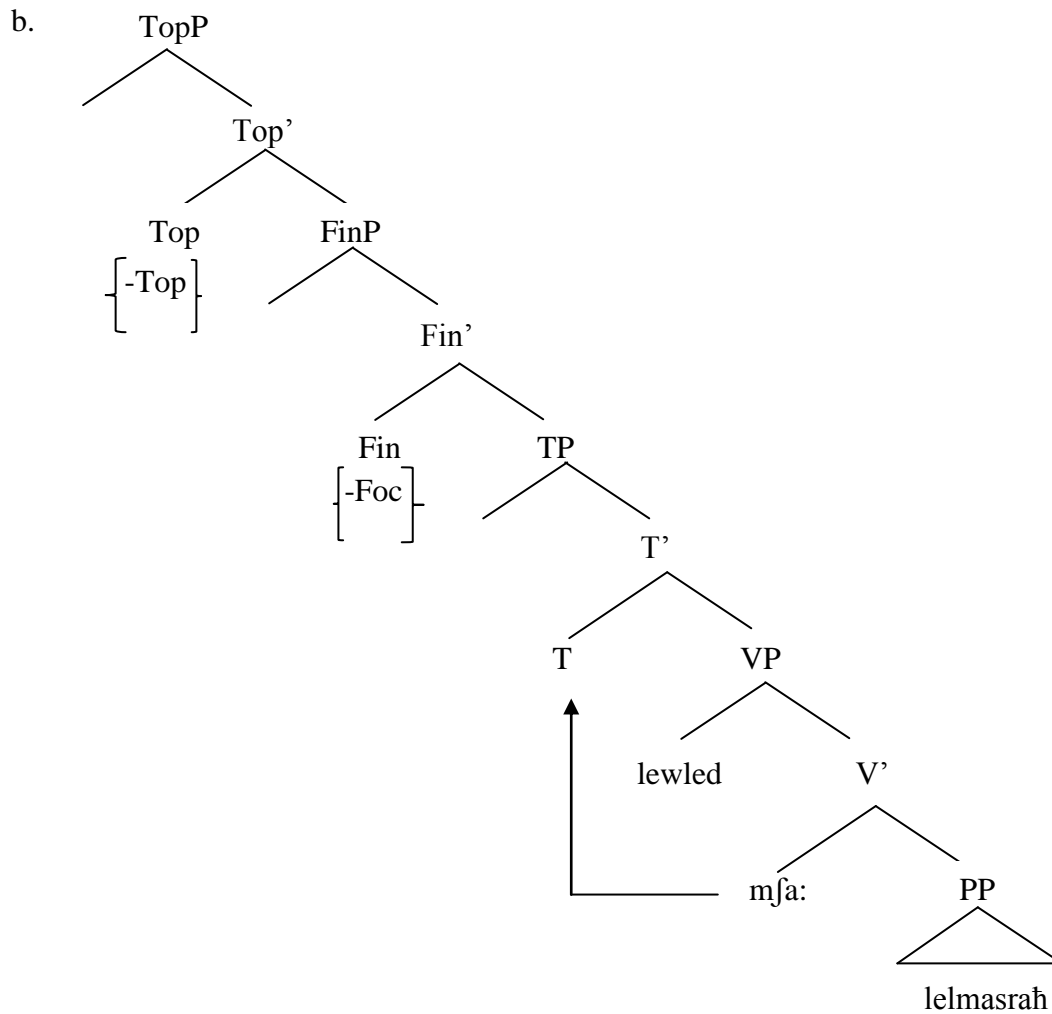 b.
TopP
Top’
Top FinP
-Top
Fin’
Fin TP
-Foc
T’
T VP
lewled V’
mʃa: PP
lelmasraħ